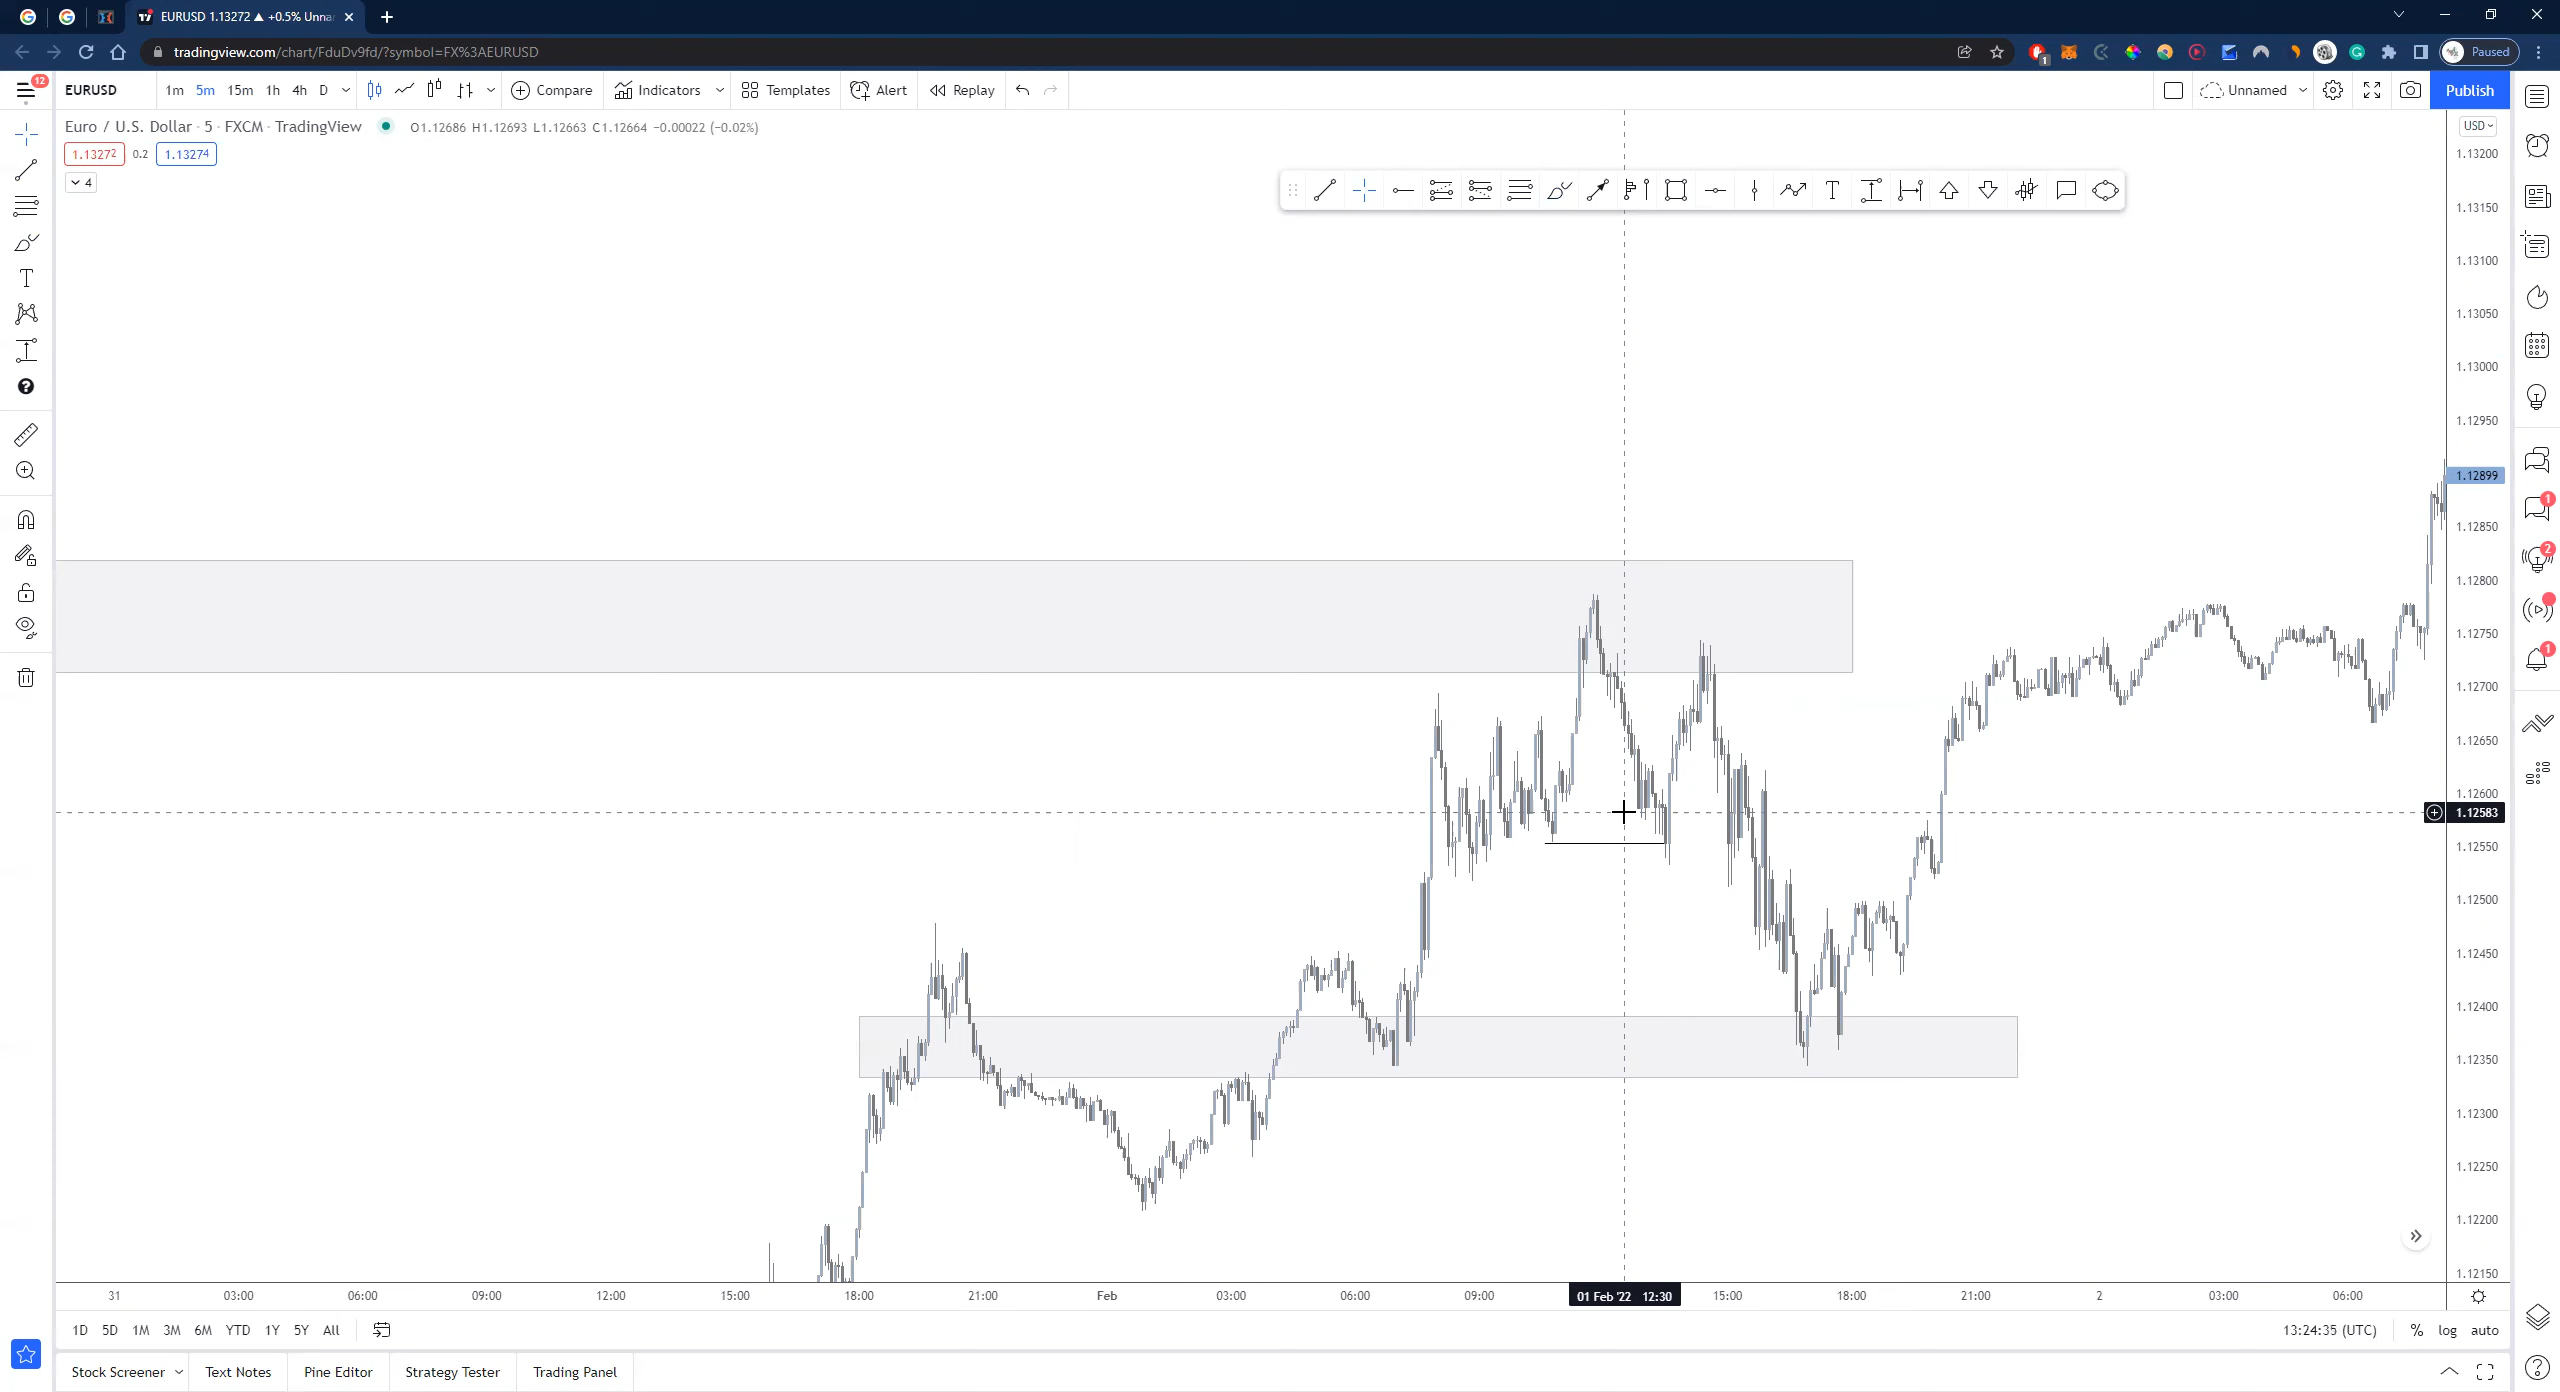 EURUSD 1.13272 ▲ +0.5% Unna
tradingview.com/chart/FduDv9fd/?symbol=FX%3AEURUSD
1
Paused
12
EURUSD
1m 5m 15m 1h 4h D
Compare
Indicators
Templates
Alert
Replay
Unnamed
Publish
Euro / U.S. Dollar · 5 · FXCM · TradingView
O1.12686 H1.12693 L1.12663 C1.12664 −0.00022 (−0.02%)
USD
1.13272 0.2 1.13274
4
1.13200
1.13150
1.13100
1.13050
1.13000
1.12950
1.12899
1.12850
1.12800
1.12750
1.12700
1.12650
1.12600
1.12583
1.12550
1.12500
1.12450
1.12400
1.12350
1.12300
1.12250
1.12200
1.12150
1
2
1
31 03:00 06:00 09:00 12:00 15:00 18:00 21:00 Feb 03:00 06:00 09:00 01 Feb '22 12:30 15:00 18:00 21:00 2 03:00 06:00
1D 5D 1M 3M 6M YTD 1Y 5Y All
13:24:35 (UTC) % log auto
Stock Screener Text Notes Pine Editor Strategy Tester Trading Panel